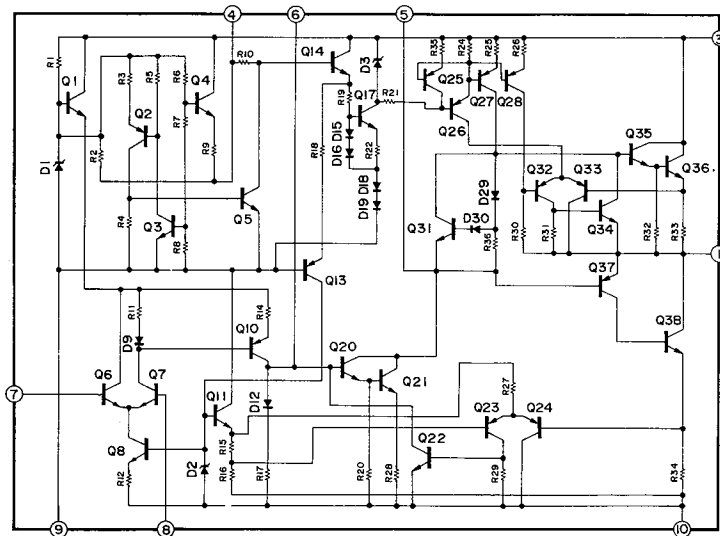 4 6 5
R1 Q1 R3 R5 R6 Q4 R10 Q14 D3 R35 R24 R25 R26 3
Q2 R7 R19 Q17 R21 Q25 Q27 Q28
D1 R2 R9 R18 D15 D16 R22 Q26 Q35 Q36
R4 Q3 R8 Q5 D18 D19 Q31 D30 D29 Q32 Q33
R36 R30 R31 Q34 R32 R33
Q13 1
R11 R14 Q37
D9 Q10 Q20 Q38
Q6 Q7 Q11 D12 Q21 R27
7
Q23 Q24
Q8 R15 Q22
R12 D2 R16 R17 R20 R28 R29 R34
9 8 10